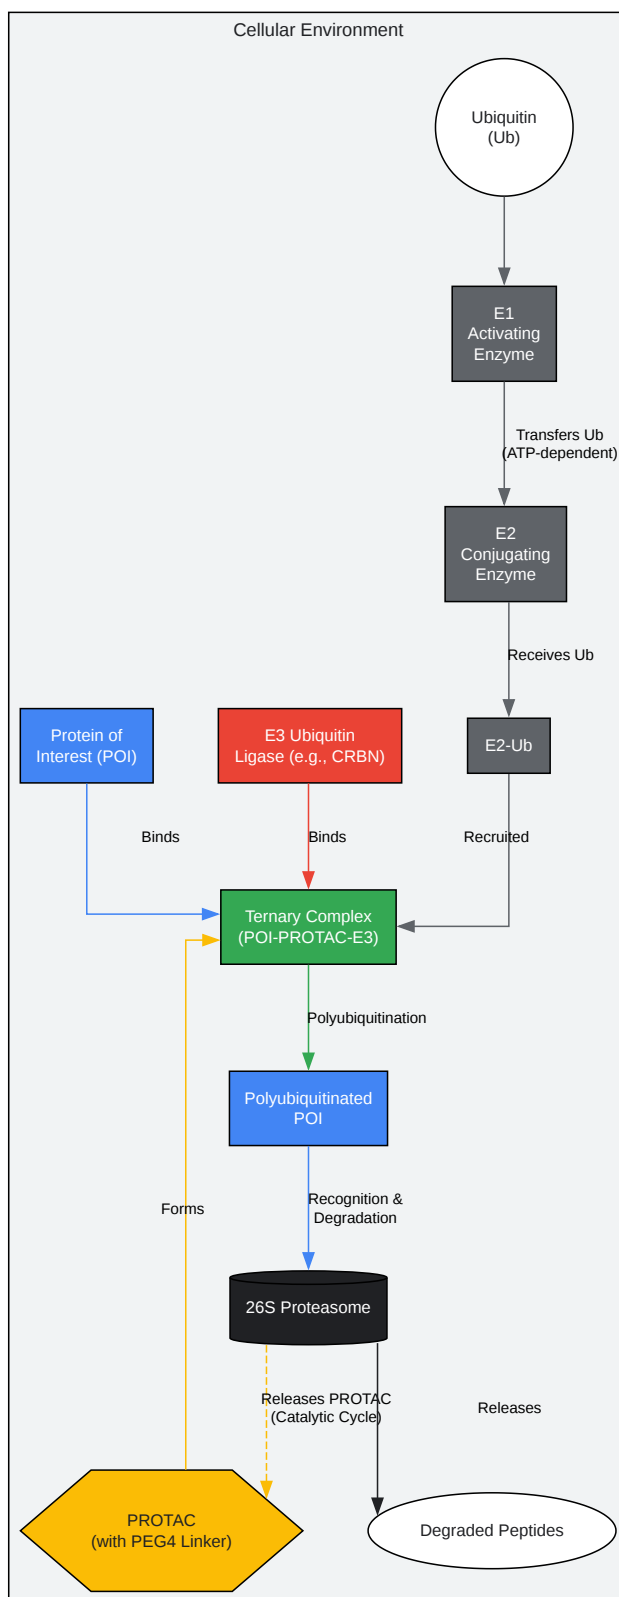 Cellular Environment
Ubiquitin
(Ub)
E1
Activating
Enzyme
Transfers Ub
(ATP-dependent)
E2
Conjugating
Enzyme
Receives Ub
Protein of
Interest (POI)
E3 Ubiquitin
Ligase (e.g., CRBN)
E2-Ub
Binds
Binds
Recruited
Ternary Complex
(POI-PROTAC-E3)
Polyubiquitination
Polyubiquitinated
POI
Forms
Recognition &
Degradation
26S Proteasome
Releases PROTAC
(Catalytic Cycle)
Releases
PROTAC
(with PEG4 Linker)
Degraded Peptides